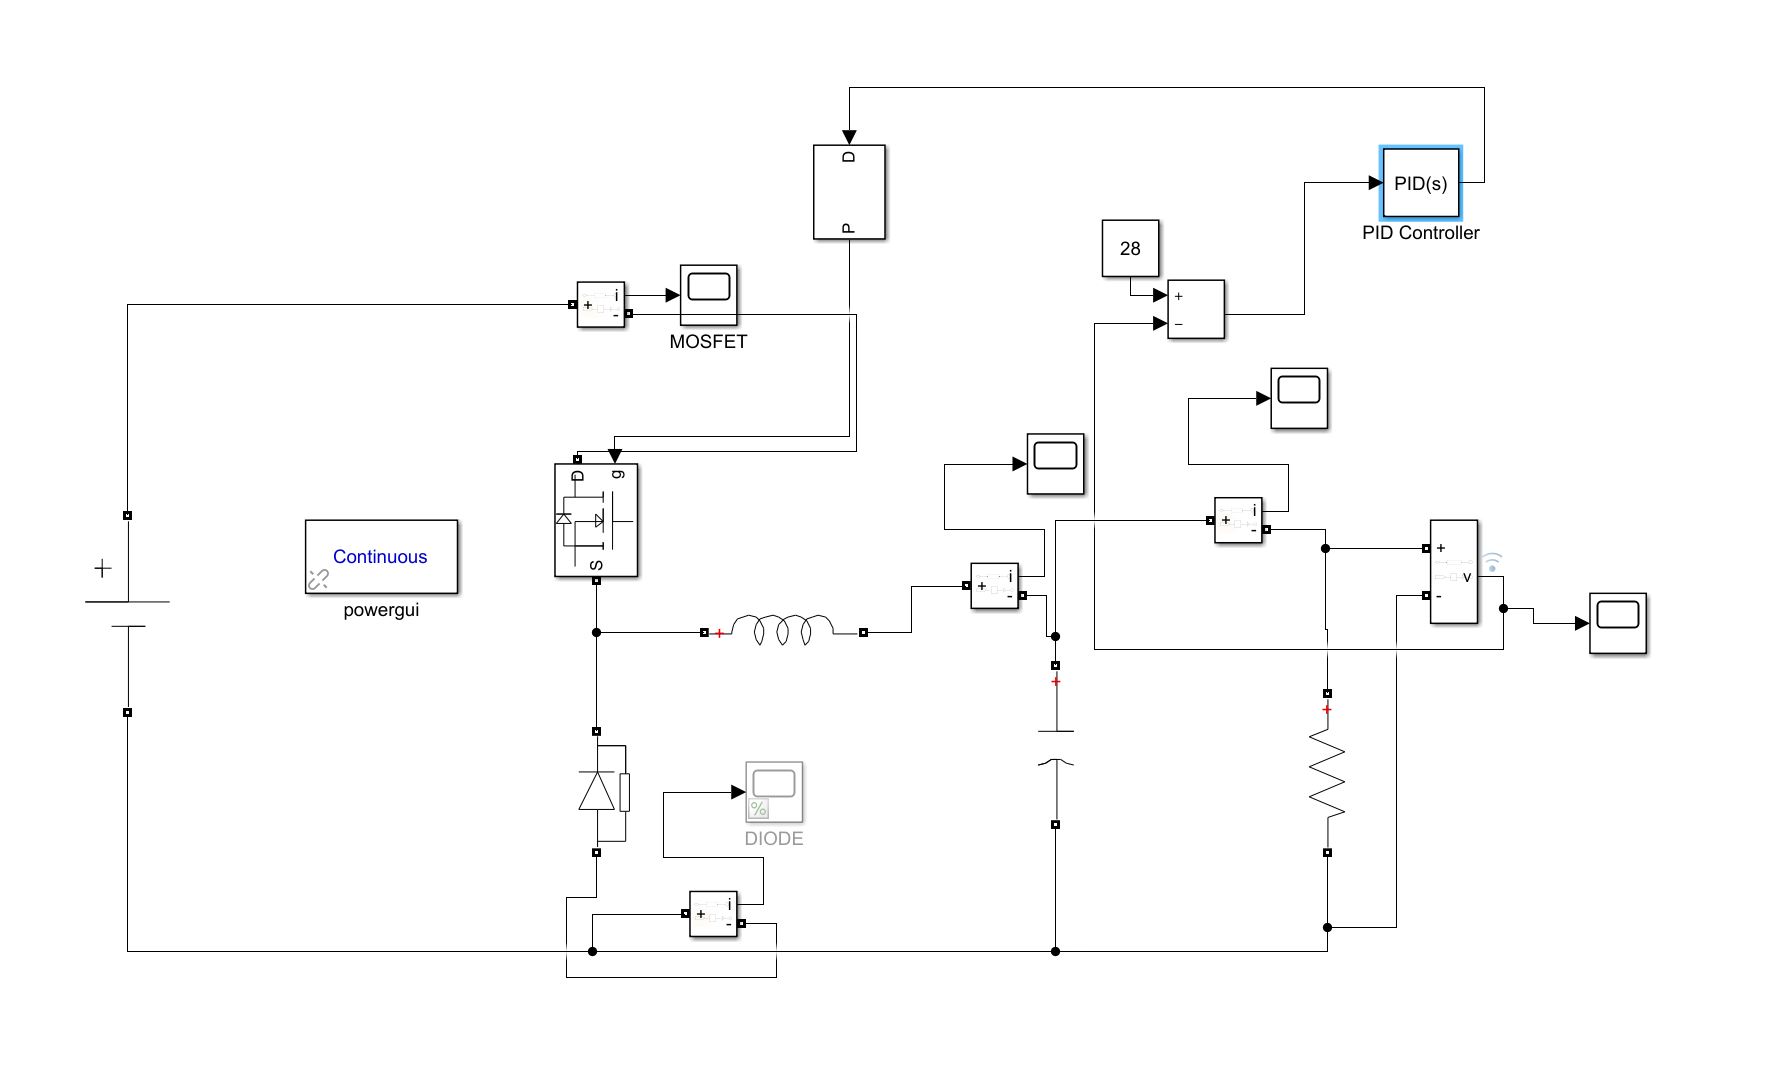 D
P
PID(s)
PID Controller
28
+
−
i
+
-
MOSFET
D
g
S
Continuous
powergui
+
i
+
-
i
+
-
+
v
-
+
+
+
%
DIODE
i
+
-